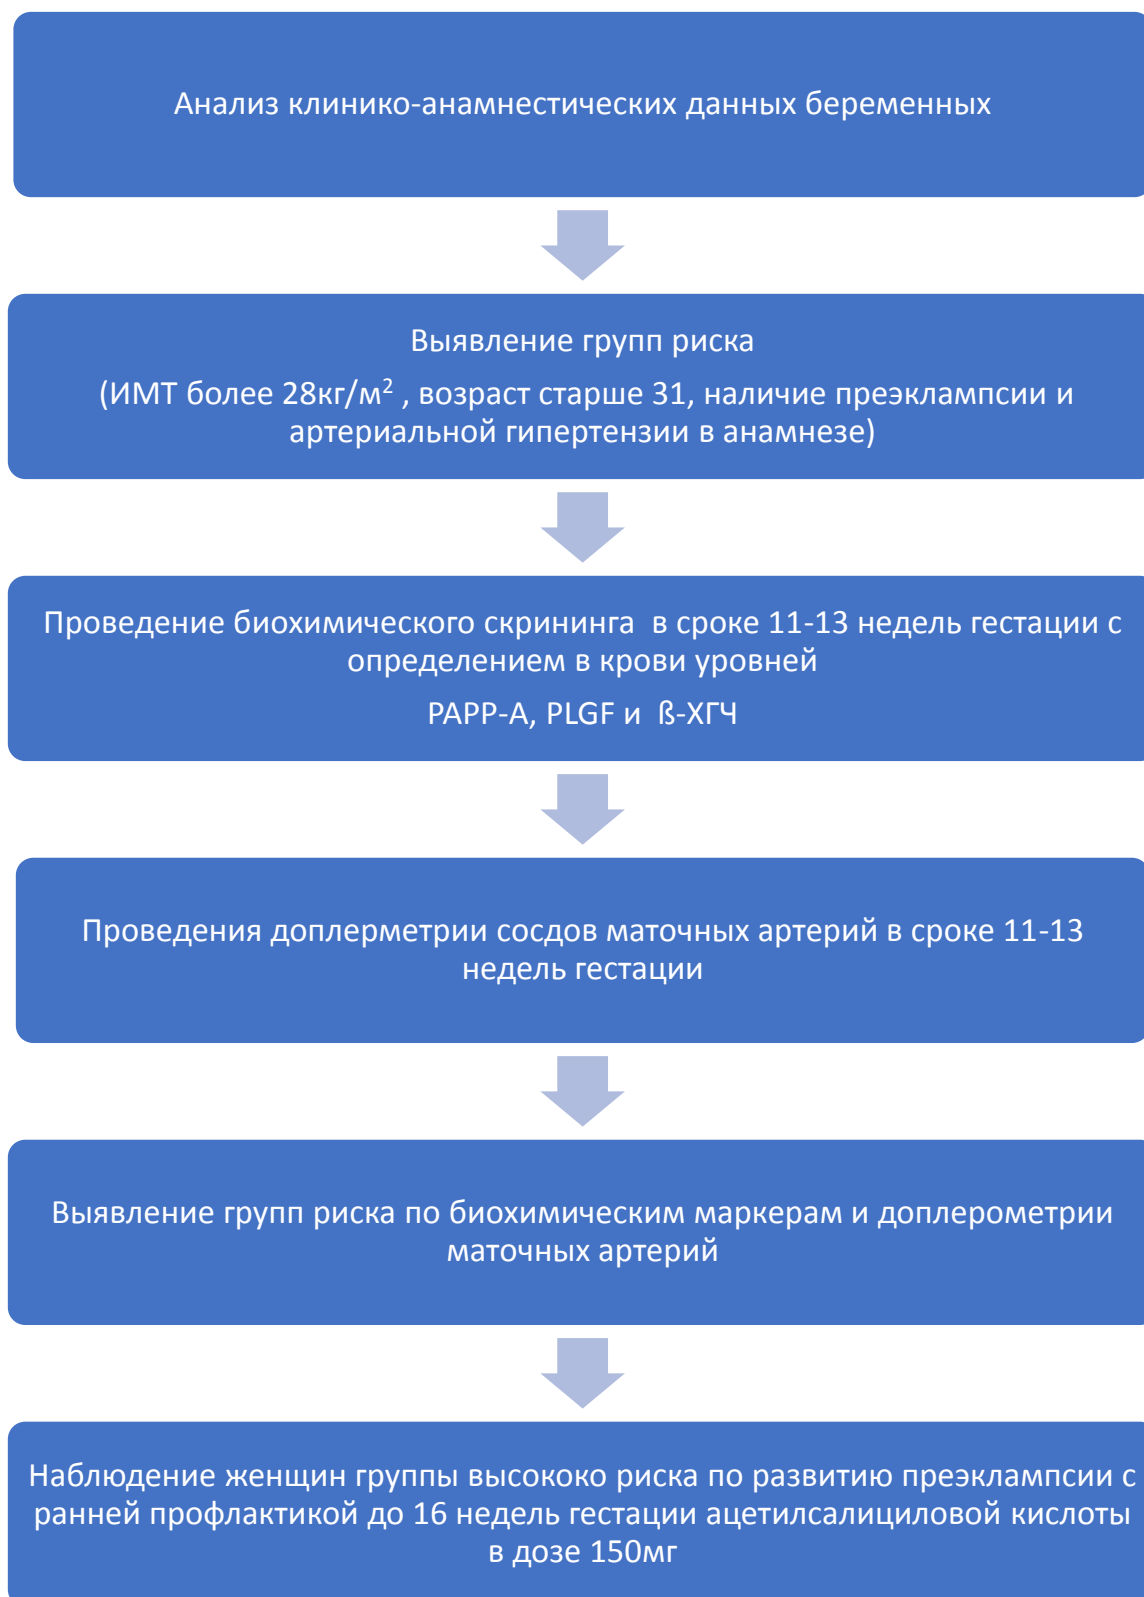 Анализ клинико-анамнестических данных беременных
Выявление групп риска
(ИМТ более 28кг/м² , возраст старше 31, наличие преэклампсии и
артериальной гипертензии в анамнезе)
Проведение биохимического скрининга в сроке 11-13 недель гестации с
определением в крови уровней
PAPP-A, PLGF и ß-ХГЧ
Проведения доплерметрии сосдов маточных артерий в сроке 11-13
недель гестации
Выявление групп риска по биохимическим маркерам и доплерометрии
маточных артерий
Наблюдение женщин группы высококо риска по развитию преэклампсии с
ранней профлактикой до 16 недель гестации ацетилсалициловой кислоты
в дозе 150мг